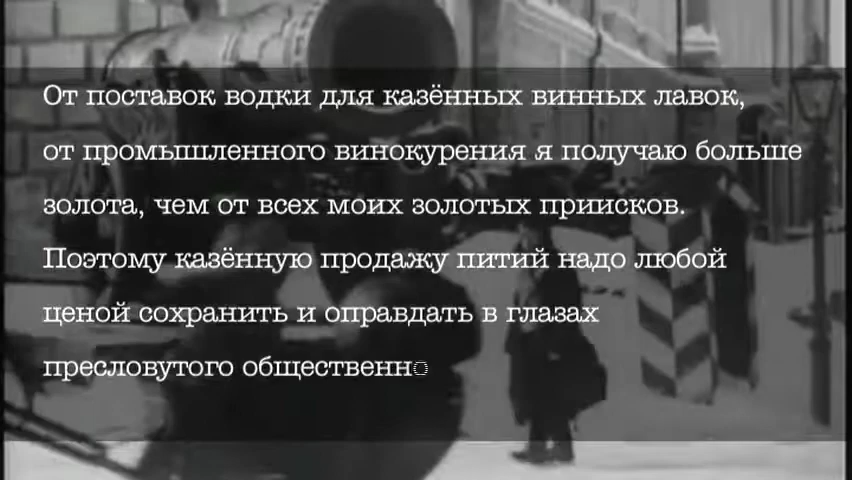 От поставок водки для казённых винных лавок,
от промышленного винокурения я получаю больше
золота, чем от всех моих золотых приисков.
Поэтому казённую продажу питий надо любой
ценой сохранить и оправдать в глазах
пресловутого общественн